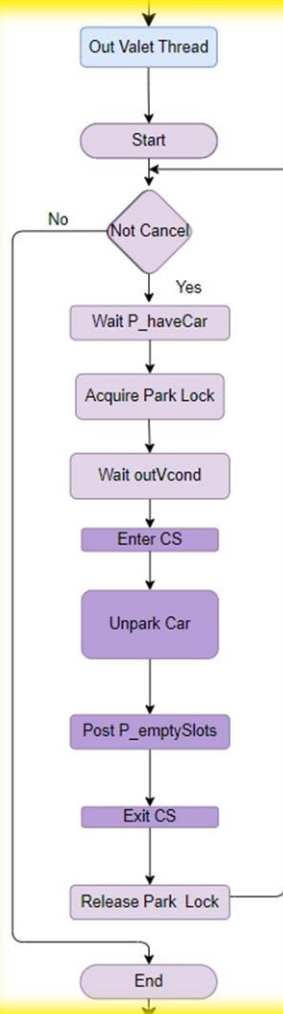 Out Valet Thread
Start
No
Not Cancel
Yes
Wait P_haveCar
Acquire Park Lock
Wait outVcond
Enter CS
Unpark Car
Post P_emptySlots
Exit CS
Release Park Lock
End